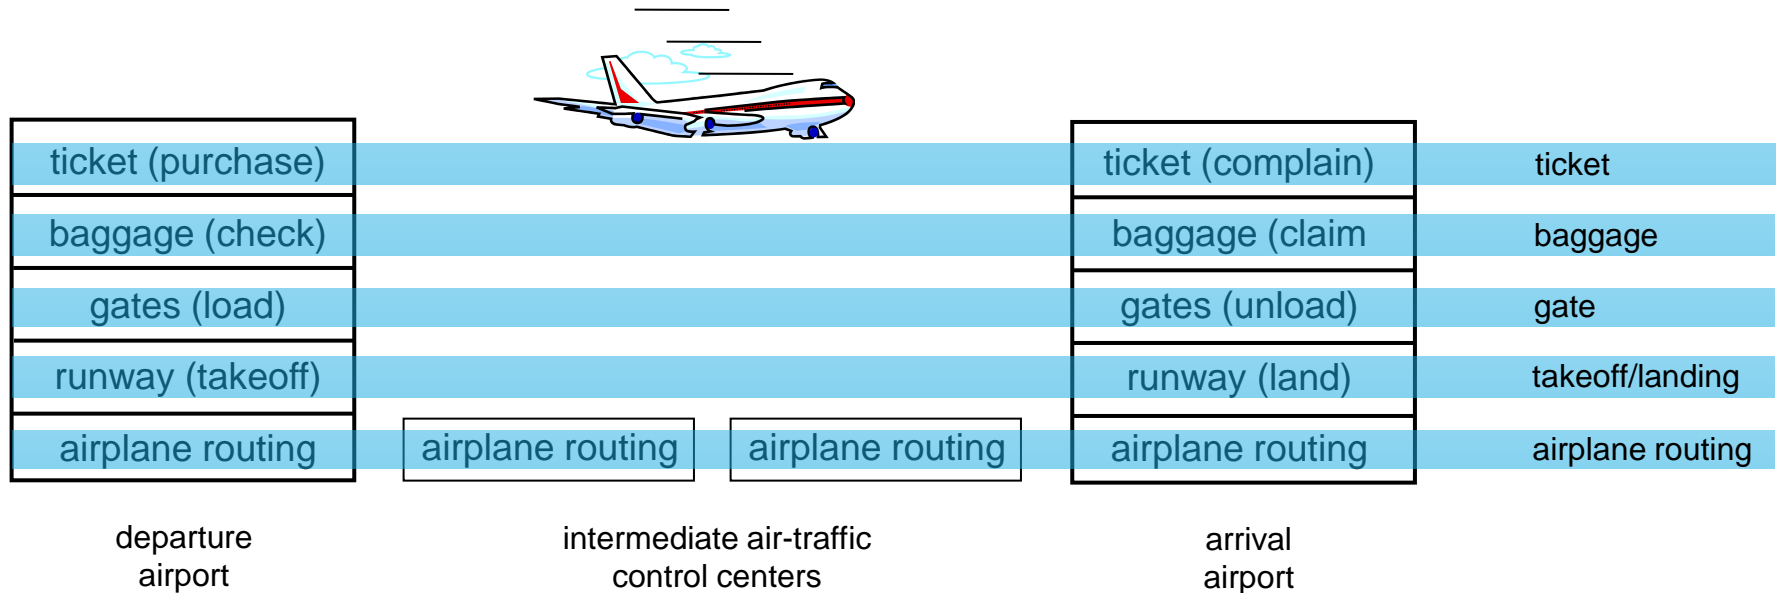 ticket (purchase) ticket (complain) ticket
baggage (check) baggage (claim baggage
gates (load) gates (unload) gate
runway (takeoff) runway (land) takeoff/landing
airplane routing airplane routing airplane routing airplane routing airplane routing
departure
airport
intermediate air-traffic
control centers
arrival
airport